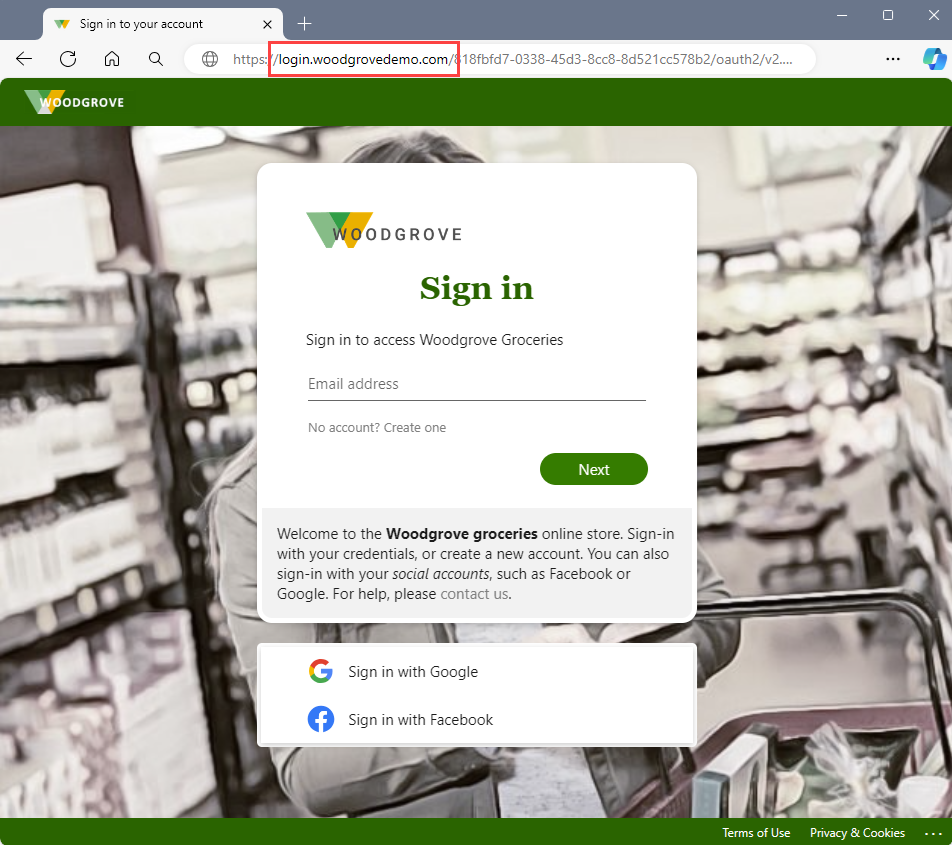 Sign in to your account
https://login.woodgrovedemo.com/818fbfd7-0338-45d3-8cc8-8d521cc578b2/oauth2/v2....
WOODGROVE
WOODGROVE
Sign in
Sign in to access Woodgrove Groceries
Email address
No account? Create one
Next
Welcome to the Woodgrove groceries online store. Sign-in
with your credentials, or create a new account. You can also
sign-in with your social accounts, such as Facebook or
Google. For help, please contact us.
Sign in with Google
Sign in with Facebook
Terms of Use Privacy & Cookies ...